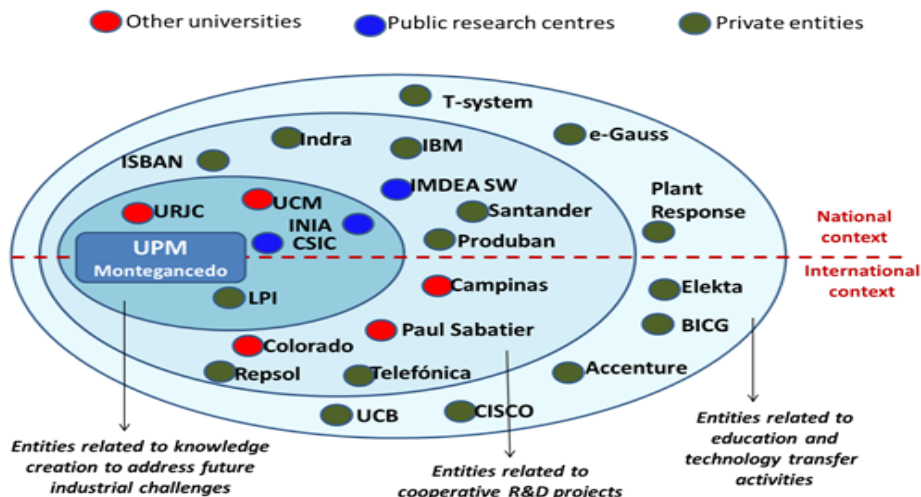 Other universities
Public research centres
Private entities
T-system
e-Gauss
Indra
IBM
ISBAN
IMDEA SW
Plant
Response
UCM
URJC
Santander
INIA
CSIC
Produban
National
context
UPM
Montegancedo
International
context
Campinas
Elekta
LPI
BICG
Paul Sabatier
Colorado
Repsol
Telefónica
Accenture
UCB
CISCO
Entities related to knowledge
creation to address future
industrial challenges
Entities related to
cooperative R&D projects
Entities related to
education and
technology transfer
activities